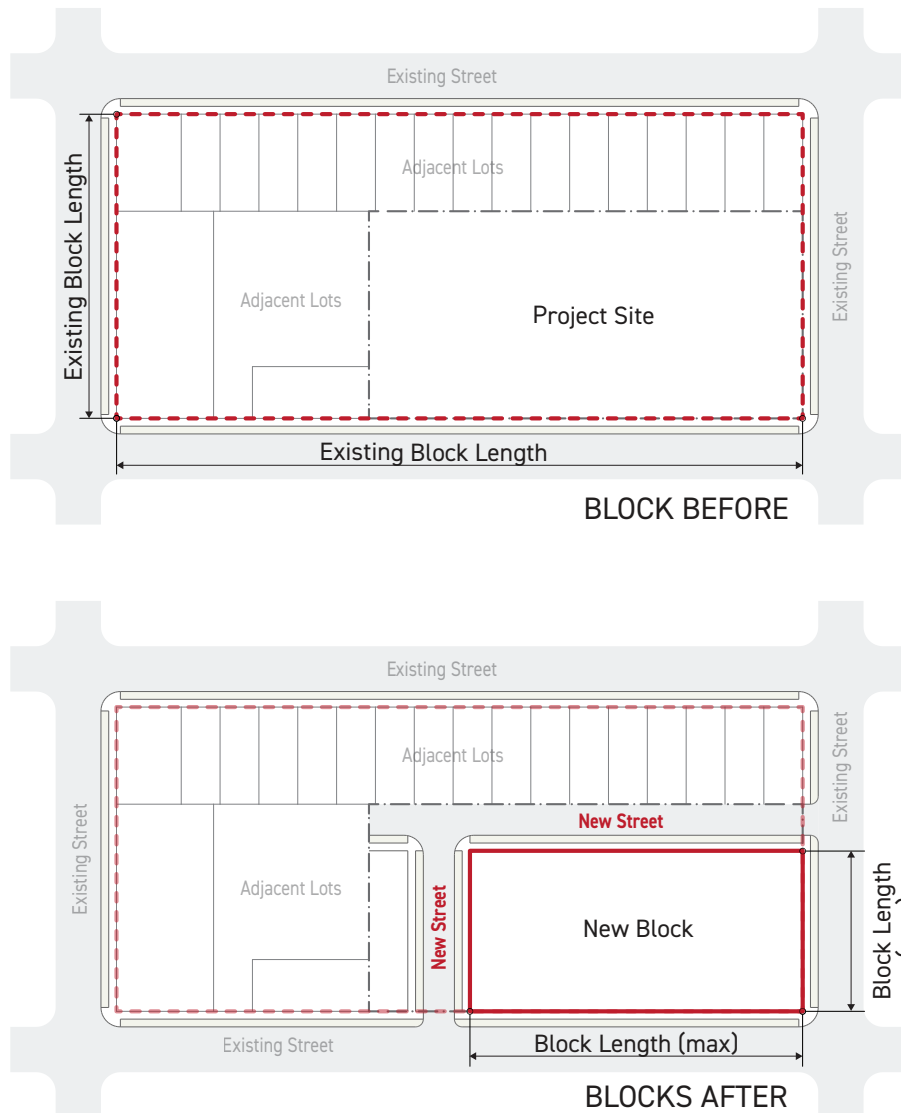 Existing Street
Existing Block Length
Adjacent Lots
Existing Street
Adjacent Lots
Project Site
Existing Block Length
BLOCK BEFORE
Existing Street
Existing Street
Adjacent Lots
New Street
Existing Street
Adjacent Lots
New Street
New Block
Block Length
Existing Street
Block Length (max)
BLOCKS AFTER